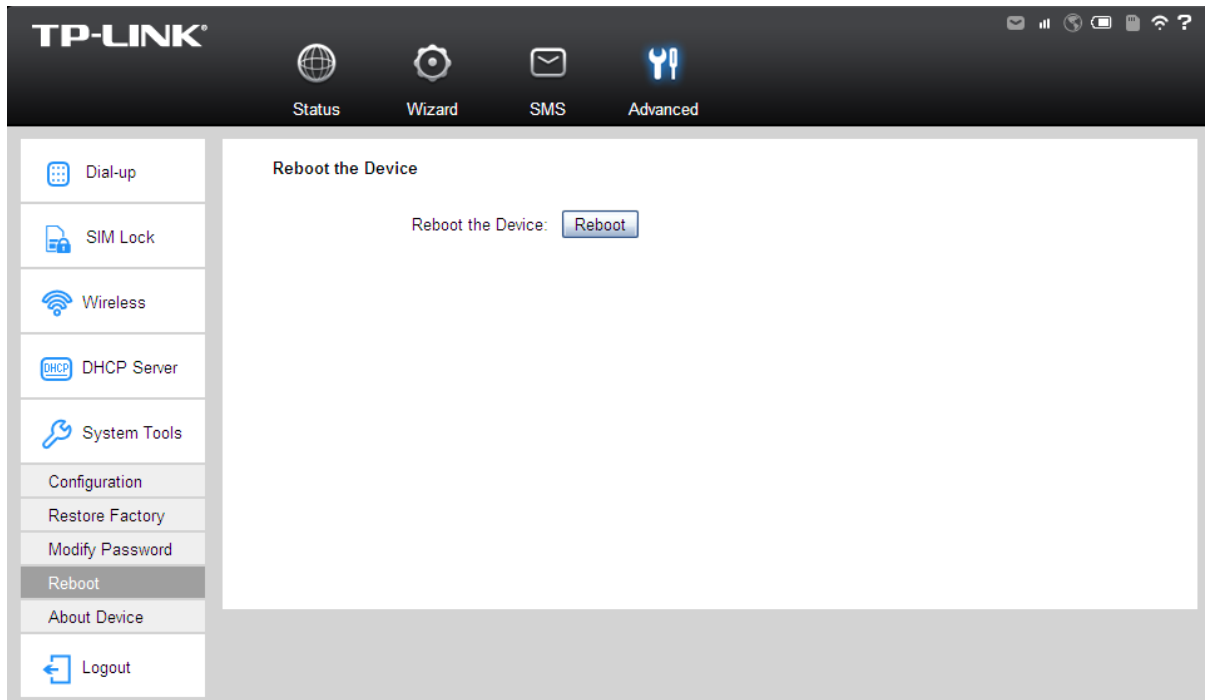 TP-LINK®
?
Status Wizard SMS Advanced
Dial-up
SIM Lock
Wireless
DHCP DHCP Server
System Tools
Configuration
Restore Factory
Modify Password
Reboot
About Device
Logout
Reboot the Device
Reboot the Device: Reboot